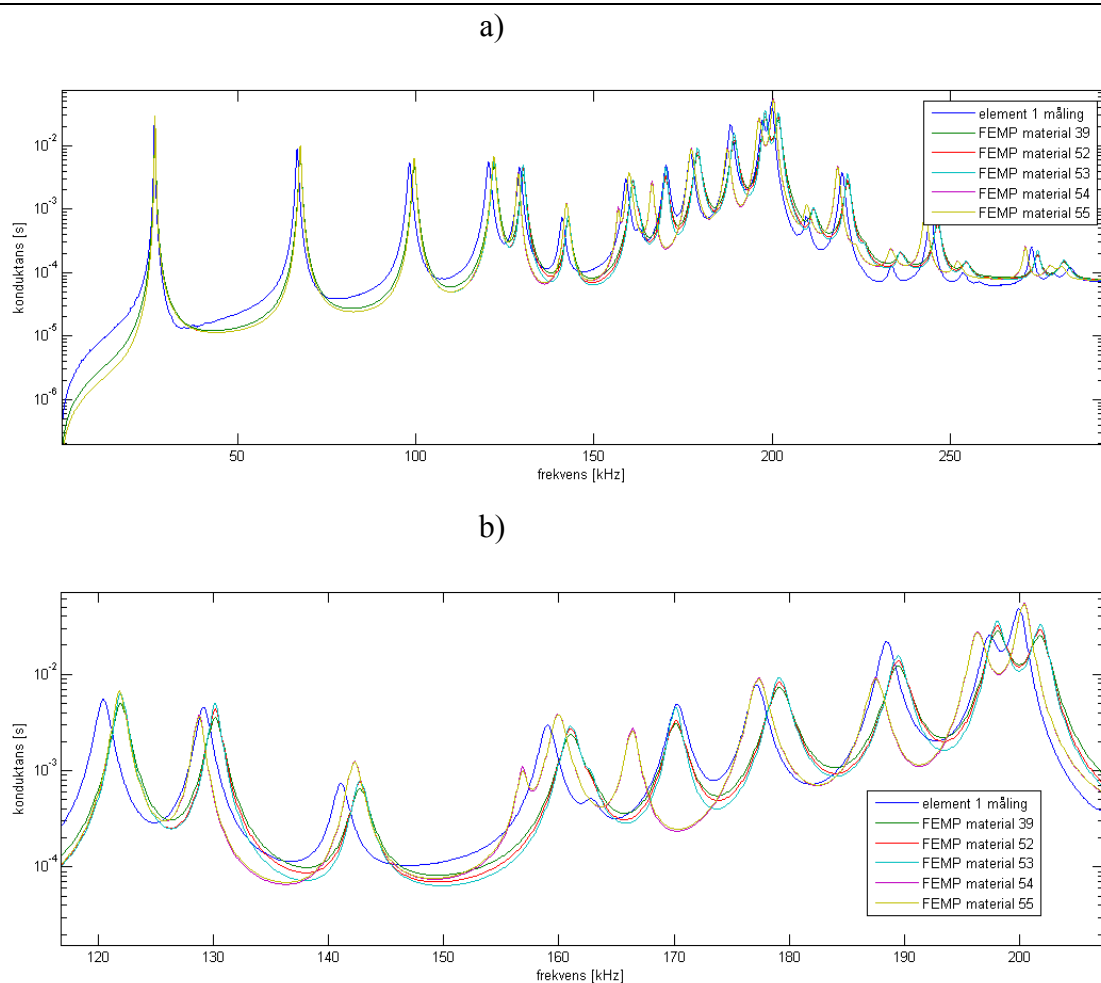 a)
10^-2
10^-3
10^-4
10^-5
10^-6
konduktans [s]
50
100
150
200
250
frekvens [kHz]
element 1 måling
FEMP material 39
FEMP material 52
FEMP material 53
FEMP material 54
FEMP material 55
b)
10^-2
10^-3
10^-4
konduktans [s]
120
130
140
150
160
170
180
190
200
frekvens [kHz]
element 1 måling
FEMP material 39
FEMP material 52
FEMP material 53
FEMP material 54
FEMP material 55